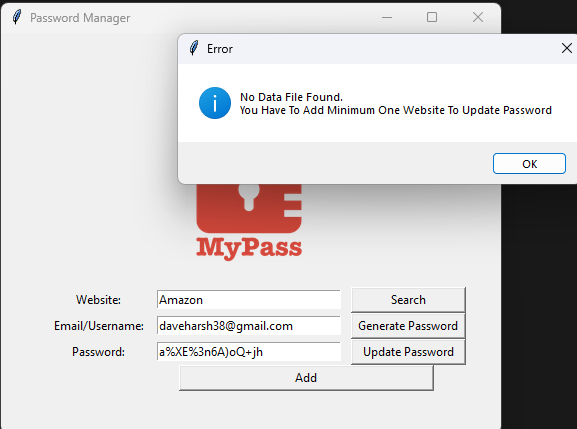 Password Manager
Error
No Data File Found.
You Have To Add Minimum One Website To Update Password
OK
MyPass
Website: Amazon Search
Email/Username: daveharsh38@gmail.com Generate Password
Password: a%XE%3n6A)oQ+jh Update Password
Add